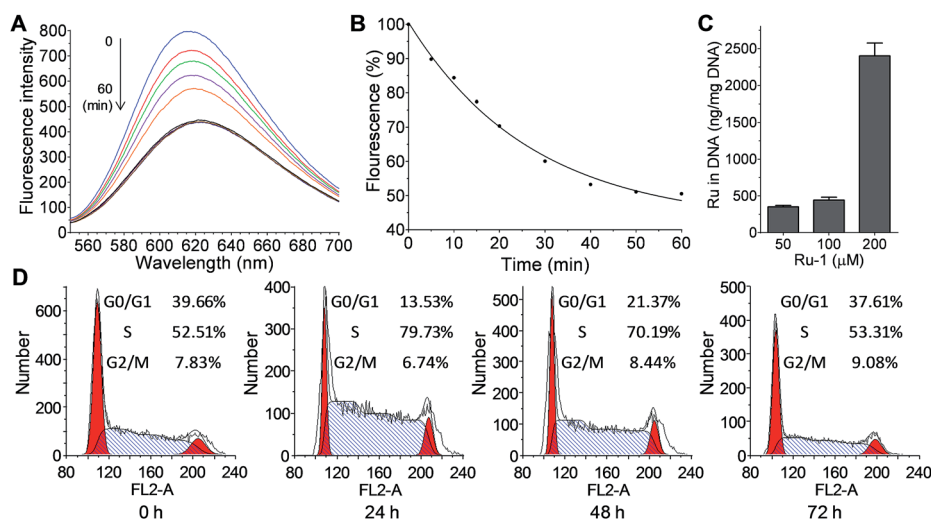 A
800
700
600
500
400
300
200
100
0
Fluorescence intensity
0
60
(min)
560 580 600 620 640 660 680 700
Wavelength (nm)
B
100
90
80
70
60
50
40
Flourescence (%)
0 10 20 30 40 50 60
Time (min)
C
2500
2000
1500
1000
500
0
Ru in DNA (ng/mg DNA)
50 100 200
Ru-1 (μM)
D
600
400
200
0
Number
G0/G1 39.66%
S 52.51%
G2/M 7.83%
80 120 160 200 240
FL2-A
0 h
400
300
200
100
0
Number
G0/G1 13.53%
S 79.73%
G2/M 6.74%
80 120 160 200 240
FL2-A
24 h
500
400
300
200
100
0
Number
G0/G1 21.37%
S 70.19%
G2/M 8.44%
80 120 160 200 240
FL2-A
48 h
500
400
300
200
100
0
Number
G0/G1 37.61%
S 53.31%
G2/M 9.08%
80 120 160 200 240
FL2-A
72 h